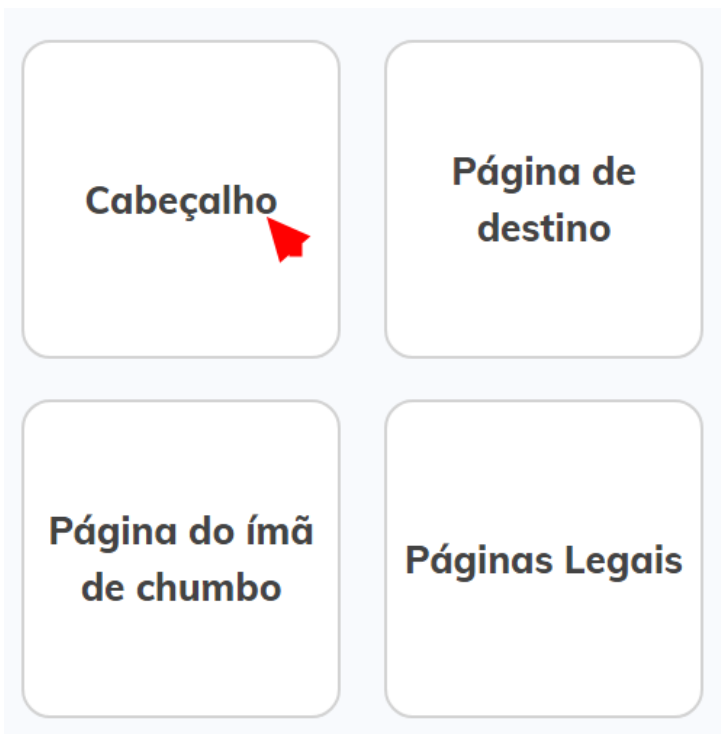 Cabeçalho
Página de
destino
Página do ímã
de chumbo
Páginas Legais